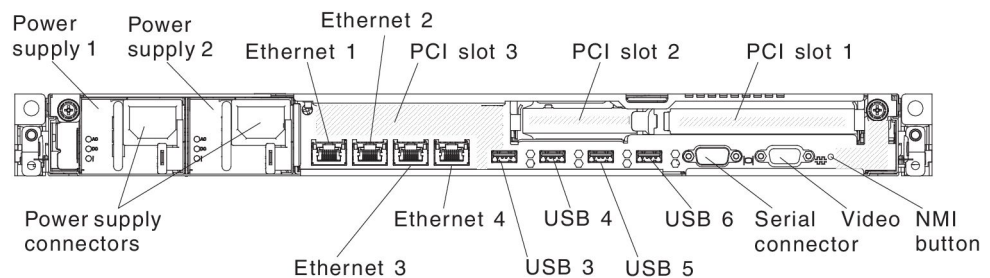 Power
supply 1
Power
supply 2
Ethernet 1
Ethernet 2
PCI slot 3
PCI slot 2
PCI slot 1
Power supply
connectors
Ethernet 3
Ethernet 4
USB 3
USB 4
USB 5
USB 6
Serial
connector
Video
NMI
button